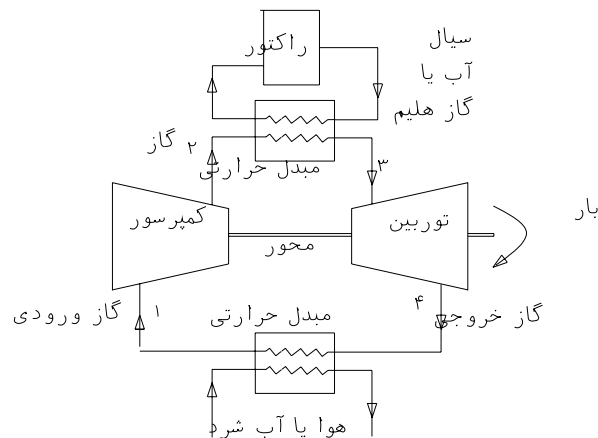 راکتور
سیال
آب یا
گاز هلیم
گاز
۲
مبدل حرارتی
۳
کمپرسور
توربین
بار
محور
گاز ورودی
۱
مبدل حرارتی
۴
گاز خروجی
هوا یا آب شرد